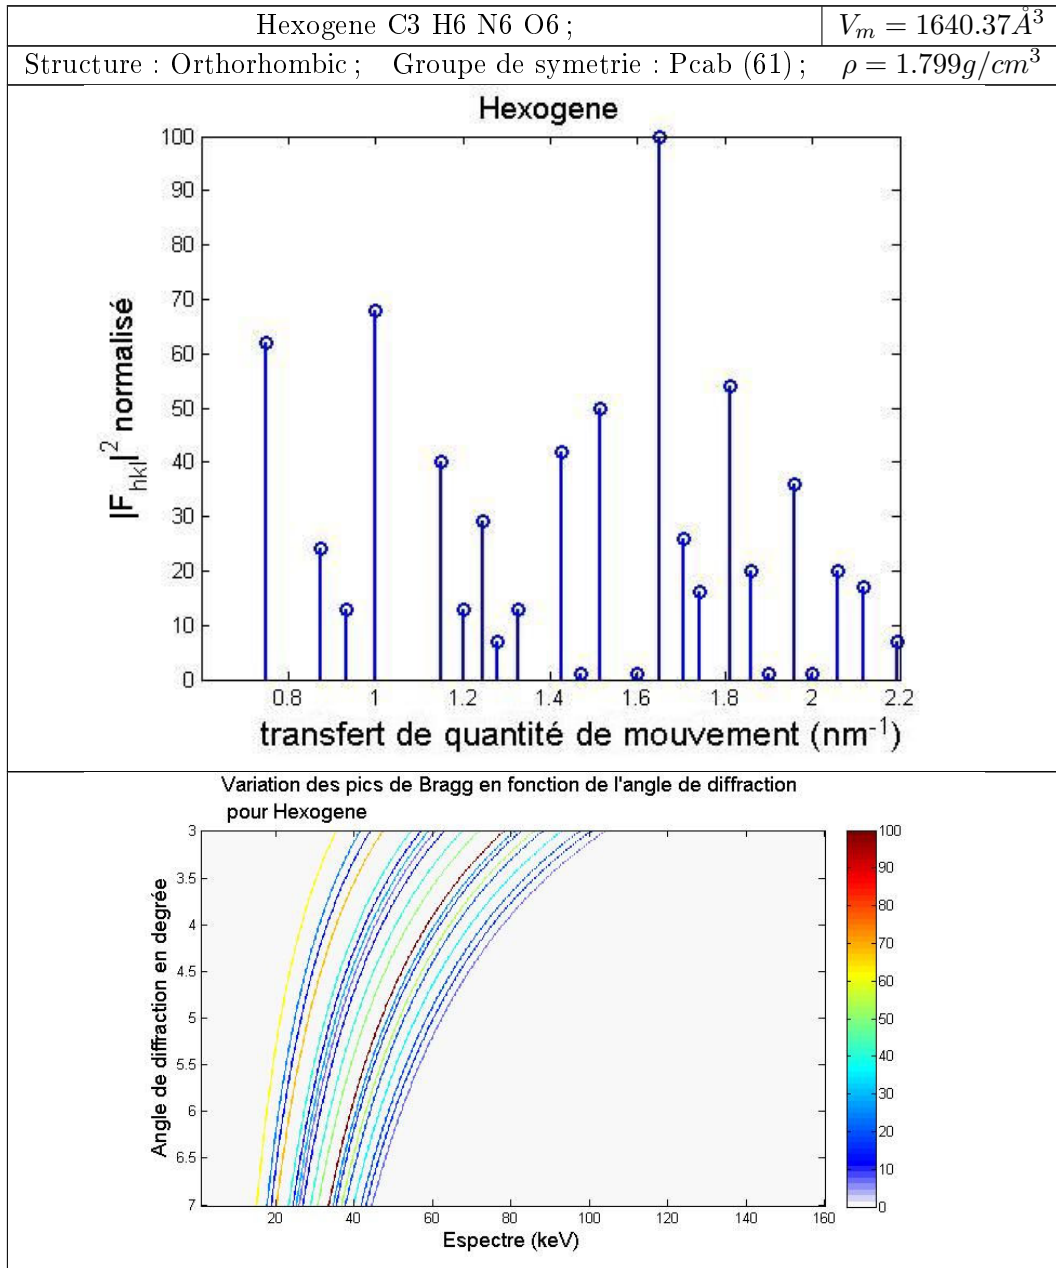 Hexogene C3 H6 N6 O6 ; V_m = 1640.37Å^3
Structure : Orthorhombic ; Groupe de symetrie : Pcab (61) ; ρ = 1.799g/cm^3
Hexogene
100
90
80
70
60
50
40
30
20
10
0
|F_hkl|^2 normalisé
0.8 1 1.2 1.4 1.6 1.8 2 2.2
transfert de quantité de mouvement (nm^-1)
Variation des pics de Bragg en fonction de l'angle de diffraction
pour Hexogene
3
3.5
4
4.5
5
5.5
6
6.5
7
Angle de diffraction en degrée
20 40 60 80 100 120 140 160
Espectre (keV)
100
90
80
70
60
50
40
30
20
10
0